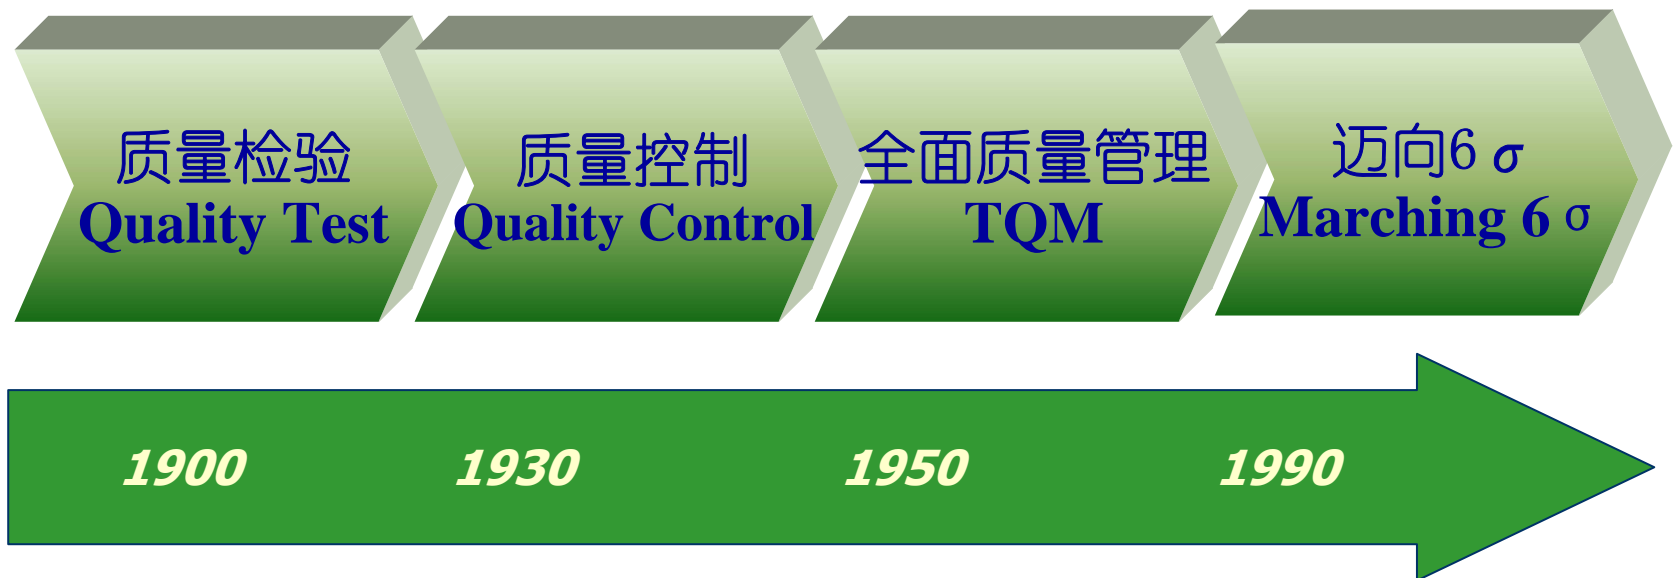 质量检验
Quality Test
质量控制
Quality Control
全面质量管理
TQM
迈向6 σ
Marching 6 σ
1900
1930
1950
1990